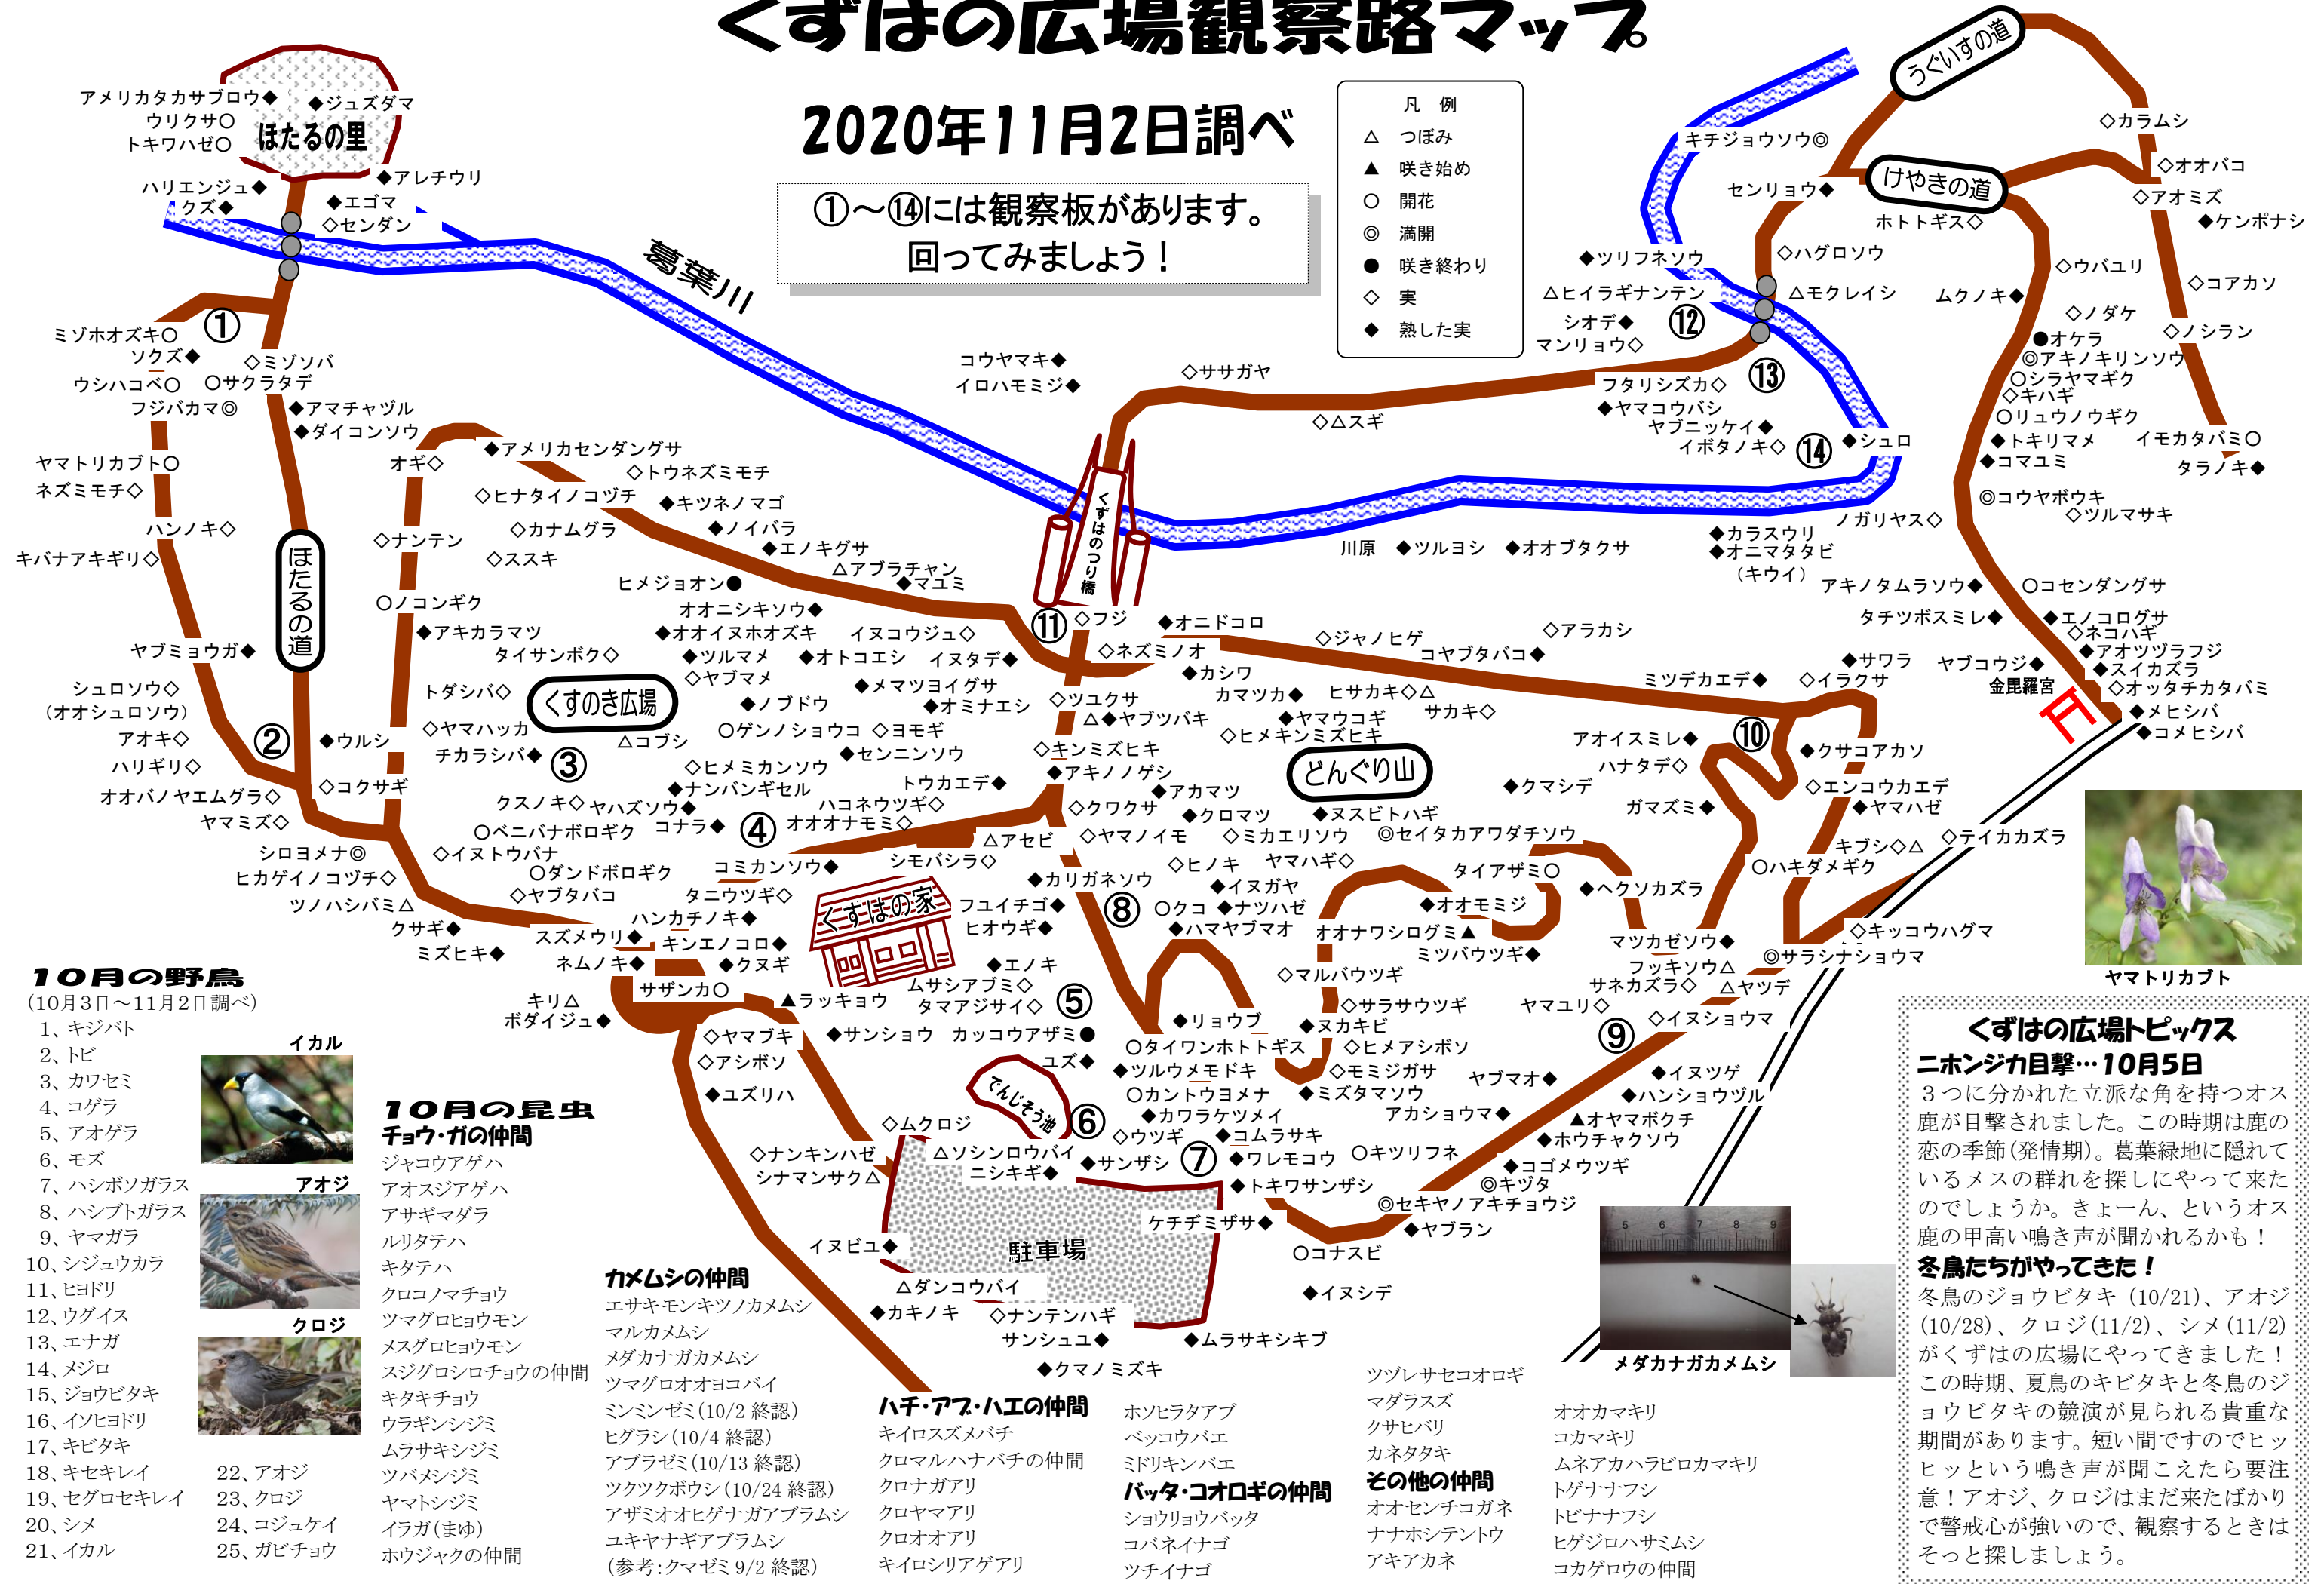 くずはの広場観察路マップ
2020年11月2日調べ
①～⑭には観察板があります。
回ってみましょう！
凡　例
△　つぼみ
▲　咲き始め
○　開花
◎　満開
●　咲き終わり
◇　実
◆　熟した実
アメリカタカサブロウ◆
◆ジュズダマ
ウリクサ○
トキワハゼ○
ほたるの里
◆アレチウリ
ハリエンジュ◆
クズ◆
◆エゴマ
◇センダン
葛葉川
①
ミゾホオズキ○
ソクズ◆
◇ミゾソバ
ウシハコベ○
○サクラタデ
フジバカマ◎
◆アマチャヅル
◆ダイコンソウ
ヤマトリカブト○
ネズミモチ◇
ハンノキ◇
キバナアキギリ◇
ほたるの道
ヤブミョウガ◆
シュロソウ◇
（オオシュロソウ）
アオキ◇
②
◆ウルシ
ハリギリ◇
◇コクサギ
オオバノヤエムグラ◇
ヤマミズ◇
シロヨメナ◎
ヒカゲイノコヅチ◇
ツノハシバミ△
クサギ◆
ミズヒキ◆
オギ◇
◆アメリカセンダングサ
◇トウネズミモチ
◇ヒナタイノコヅチ
◆キツネノマゴ
◇カナムグラ
◆ノイバラ
◇ナンテン
◇ススキ
◆エノキグサ
△アブラチャン
◆マユミ
ヒメジョオン●
○ノコンギク
オオニシキソウ◆
◆アキカラマツ
◆オオイヌホオズキ
イヌコウジュ◇
タイサンボク◇
◆ツルマメ
◆オトコエシ
イヌタデ◆
トダシバ◇
くすのき広場
◇ヤブマメ
◆メマツヨイグサ
◆ノブドウ
◆オミナエシ
◇ヤマハッカ
○ゲンノショウコ
◇ヨモギ
チカラシバ◆
③
△コブシ
◆センニンソウ
◇ヒメミカンソウ
◆ナンバンギセル
トウカエデ◆
クスノキ◇
ヤハズソウ◆
ハコネウツギ◇
○ベニバナボロギク
コナラ◆
④
オオオナモミ◇
◇イヌトウバナ
△アセビ
○ダンドボロギク
コミカンソウ◆
シモバシラ◇
◇ヤブタバコ
タニウツギ◇
くずはの家
ハンカチノキ◆
スズメウリ◆
キンエノコロ◆
ネムノキ◆
◆クヌギ
サザンカ○
キリ△
ボダイジュ◆
▲ラッキョウ
フユイチゴ◆
ヒオウギ◆
◆エノキ
ムサシアブミ◇
タマアジサイ◇
⑤
◇ヤマブキ
◆サンショウ
カッコウアザミ●
◇アシボソ
ユズ◆
◆ユズリハ
でんじそう池
◇ムクロジ
⑥
◇ナンキンハゼ
シナマンサク△
△ソシンロウバイ
ニシキギ◆
◆サンザシ
⑦
駐車場
イヌビユ◆
△ダンコウバイ
◆カキノキ
◇ナンテンハギ
サンシュユ◆
◆クマノミズキ
◆ムラサキシキブ
コウヤマキ◆
イロハモミジ◆
◇ササガヤ
◇△スギ
くずはのつり橋
⑪
◇フジ
◆オニドコロ
◇ネズミノオ
◆カシワ
◇ツユクサ
カマツカ◆
△◆ヤブツバキ
◇キンミズヒキ
◆アキノノゲシ
◆アカマツ
◇クワクサ
◆クロマツ
◇ヤマノイモ
◇ミカエリソウ
◇ヒノキ
◆カリガネソウ
⑧
◆イヌガヤ
○クコ
◆ナツハゼ
◆ハマヤブマオ
川原
◆ツルヨシ
◆オオブタクサ
◇ジャノヒゲ
◇アラカシ
コヤブタバコ◆
ヒサカキ◇△
サカキ◇
◆ヤマウコギ
◇ヒメキンミズヒキ
どんぐり山
◆ヌスビトハギ
◎セイタカアワダチソウ
ヤマハギ◇
タイアザミ○
◆オオモミジ
オオナワシログミ▲
ミツバウツギ◆
◇マルバウツギ
◇サラサウツギ
◆リョウブ
◆ヌカキビ
○タイワンホトトギス
◇ヒメアシボソ
◆ツルウメモドキ
◇モミジガサ
○カントウヨメナ
◆ミズタマソウ
◆カワラケツメイ
アカショウマ◆
ヤブマオ◆
◇ウツギ
◆コムラサキ
◆ワレモコウ
○キツリフネ
◆トキワサンザシ
ケチヂミザサ◆
◎セキヤノアキチョウジ
◆ヤブラン
○コナスビ
◆イヌシデ
◎キヅタ
◆コゴメウツギ
◆ホウチャクソウ
▲オヤマボクチ
◆ハンショウヅル
◆イヌツゲ
⑨
◇イヌショウマ
ヤマユリ◇
サネカズラ◇
△ヤツデ
フッキソウ△
マツカゼソウ◆
◎サラシナショウマ
◇キッコウハグマ
◆ヘクソカズラ
○ハキダメギク
キブシ◇△
◇テイカカズラ
◆クマシデ
ガマズミ◆
ハナタデ◇
アオイスミレ◆
⑩
◆クサコアカソ
◇エンコウカエデ
◆ヤマハゼ
ミツデカエデ◆
◇イラクサ
◆サワラ
うぐいすの道
けやきの道
キチジョウソウ◎
センリョウ◆
◇カラムシ
◇オオバコ
◇アオミズ
ホトトギス◇
◆ケンポナシ
◆ツリフネソウ
◇ハグロソウ
◇ウバユリ
△ヒイラギナンテン
△モクレイシ
ムクノキ◆
◇コアカソ
シオデ◆
⑫
◇ノダケ
マンリョウ◇
●オケラ
◇ノシラン
◎アキノキリンソウ
⑬
フタリシズカ◇
○シラヤマギク
◆ヤマコウバシ
◇キハギ
ヤブニッケイ◆
○リュウノウギク
イボタノキ◇
⑭
◆シュロ
◆トキリマメ
イモカタバミ○
◆コマユミ
タラノキ◆
◎コウヤボウキ
ノガリヤス◇
◇ツルマサキ
◆カラスウリ
◆オニマタタビ
（キウイ）
アキノタムラソウ◆
○コセンダングサ
タチツボスミレ◆
◆エノコログサ
◇ネコハギ
◆アオツヅラフジ
ヤブコウジ◆
◆スイカズラ
金毘羅宮
◇オッタチカタバミ
◆メヒシバ
◆コメヒシバ
ヤマトリカブト
10月の野鳥
（10月3日～11月2日調べ）
1、キジバト
2、トビ
3、カワセミ
4、コゲラ
5、アオゲラ
6、モズ
7、ハシボソガラス
8、ハシブトガラス
9、ヤマガラ
10、シジュウカラ
11、ヒヨドリ
12、ウグイス
13、エナガ
14、メジロ
15、ジョウビタキ
16、イソヒヨドリ
17、キビタキ
18、キセキレイ
19、セグロセキレイ
20、シメ
21、イカル
22、アオジ
23、クロジ
24、コジュケイ
25、ガビチョウ
イカル
アオジ
クロジ
10月の昆虫
チョウ・ガの仲間
ジャコウアゲハ
アオスジアゲハ
アサギマダラ
ルリタテハ
キタテハ
クロコノマチョウ
ツマグロヒョウモン
メスグロヒョウモン
スジグロシロチョウの仲間
キタキチョウ
ウラギンシジミ
ムラサキシジミ
ツバメシジミ
ヤマトシジミ
イラガ（まゆ）
ホウジャクの仲間
カメムシの仲間
エサキモンキツノカメムシ
マルカメムシ
メダカナガカメムシ
ツマグロオオヨコバイ
ミンミンゼミ（10/2 終認）
ヒグラシ（10/4 終認）
アブラゼミ（10/13 終認）
ツクツクボウシ（10/24 終認）
アザミオオヒゲナガアブラムシ
ユキヤナギアブラムシ
（参考：クマゼミ 9/2 終認）
ハチ・アブ・ハエの仲間
キイロスズメバチ
クロマルハナバチの仲間
クロナガアリ
クロヤマアリ
クロオオアリ
キイロシリアゲアリ
ホソヒラタアブ
ベッコウバエ
ミドリキンバエ
バッタ・コオロギの仲間
ショウリョウバッタ
コバネイナゴ
ツチイナゴ
ツヅレサセコオロギ
マダラスズ
クサヒバリ
カネタタキ
その他の仲間
オオセンチコガネ
ナナホシテントウ
アキアカネ
オオカマキリ
コカマキリ
ムネアカハラビロカマキリ
トゲナナフシ
トビナナフシ
ヒゲジロハサミムシ
コカゲロウの仲間
5 6 7 8 9
メダカナガカメムシ
くずはの広場トピックス
ニホンジカ目撃…10月5日
３つに分かれた立派な角を持つオス
鹿が目撃されました。この時期は鹿の
恋の季節（発情期）。葛葉緑地に隠れて
いるメスの群れを探しにやって来た
のでしょうか。きょーん、というオス
鹿の甲高い鳴き声が聞かれるかも！
冬鳥たちがやってきた！
冬鳥のジョウビタキ（10/21）、アオジ
（10/28）、クロジ（11/2）、シメ（11/2）
がくずはの広場にやってきました！
この時期、夏鳥のキビタキと冬鳥のジ
ョウビタキの競演が見られる貴重な
期間があります。短い間ですのでヒッ
ヒッという鳴き声が聞こえたら要注
意！アオジ、クロジはまだ来たばかり
で警戒心が強いので、観察するときは
そっと探しましょう。